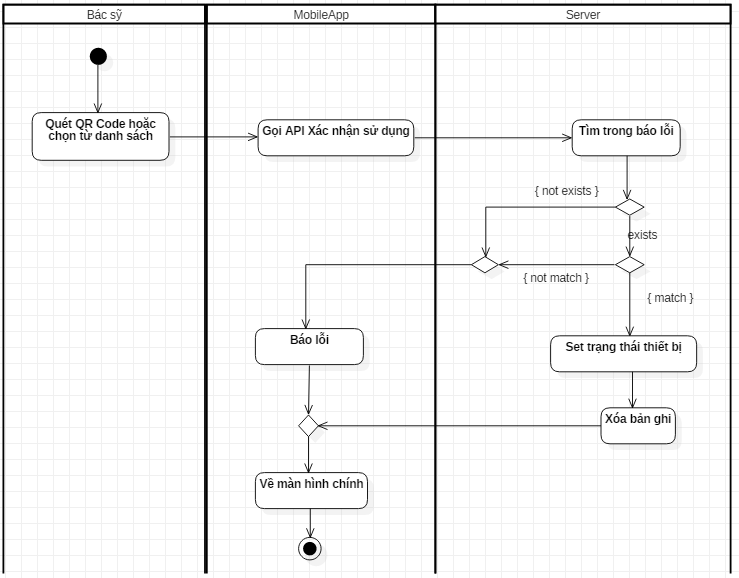 Bác sỹ
MobileApp
Server
Quét QR Code hoặc
chọn từ danh sách
Gọi API Xác nhận sử dụng
Tìm trong báo lỗi
{ not exists }
exists
{ not match }
{ match }
Báo lỗi
Set trạng thái thiết bị
Xóa bản ghi
Về màn hình chính